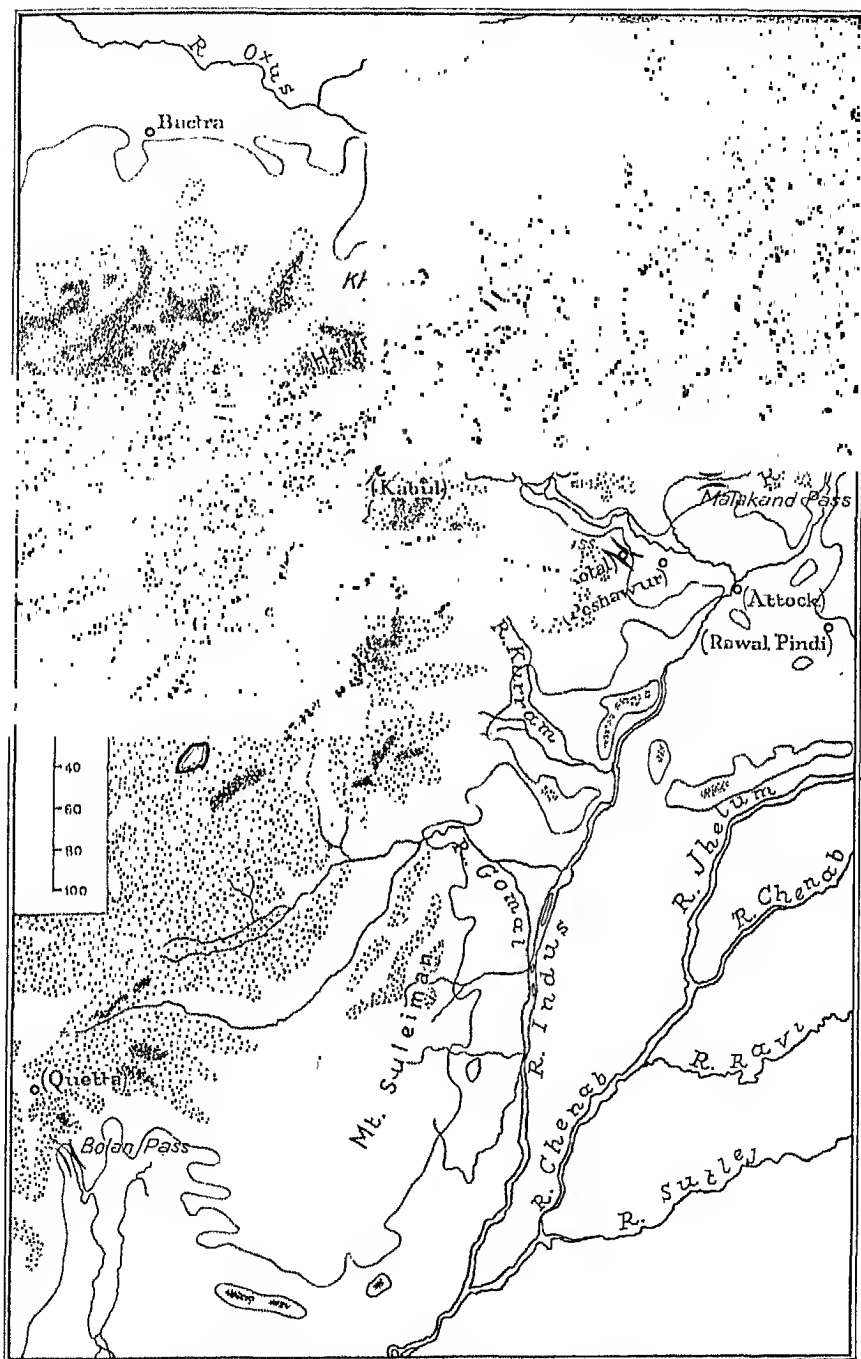 R. Oxus
Bactra
(Kabul)
Malakand Pass
(Attock)
(Rawal Pindi)
R. Kurram
40
60
80
100
R. Jhelum
R. Chenab
R. Gomal
R. Indus
Mt. Suleiman
R. Ravi
(Quetta)
R. Chenab
Bolan Pass
R. Sutlej